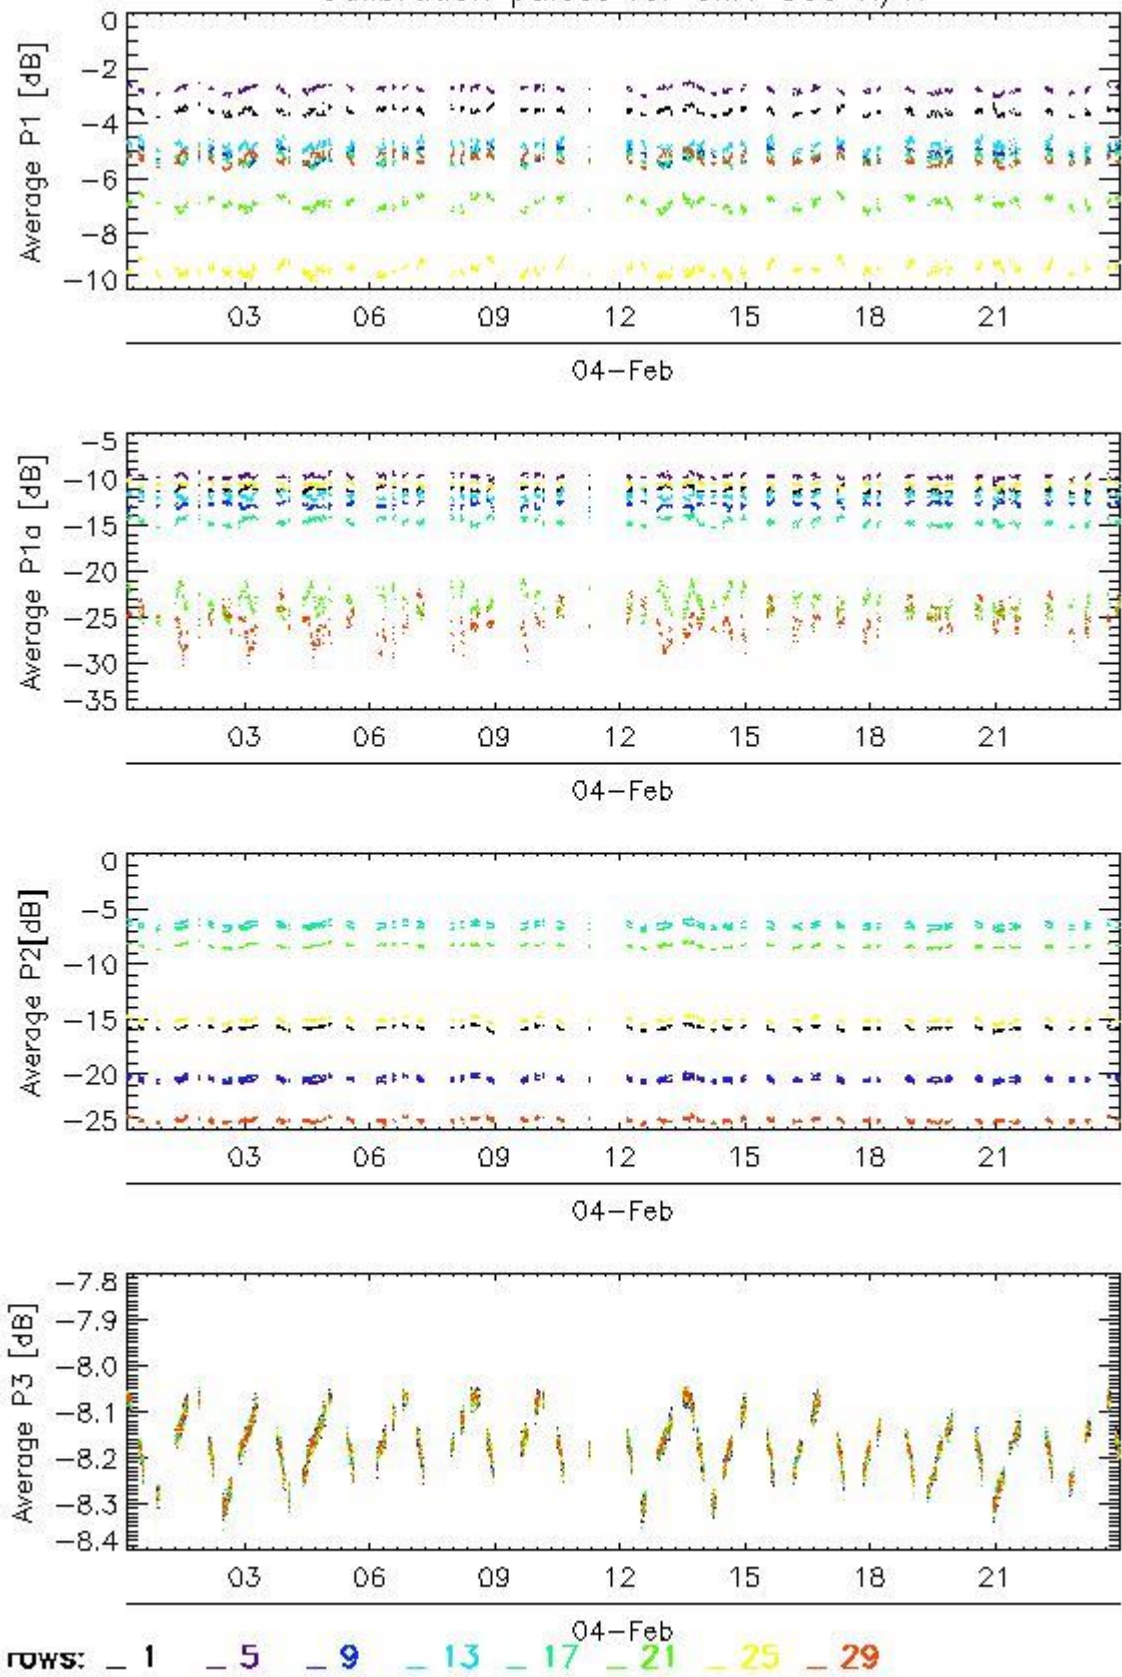 0
-2
-4
-6
-8
-10
Average P1 [dB]
03 06 09 12 15 18 21
04-Feb
-5
-10
-15
-20
-25
-30
-35
Average P1a [dB]
03 06 09 12 15 18 21
04-Feb
0
-5
-10
-15
-20
-25
Average P2[dB]
03 06 09 12 15 18 21
04-Feb
-7.8
-7.9
-8.0
-8.1
-8.2
-8.3
-8.4
Average P3 [dB]
03 06 09 12 15 18 21
04-Feb
rows: _ 1 _ 5 _ 9 _ 13 _ 17 _ 21 _ 25 _ 29